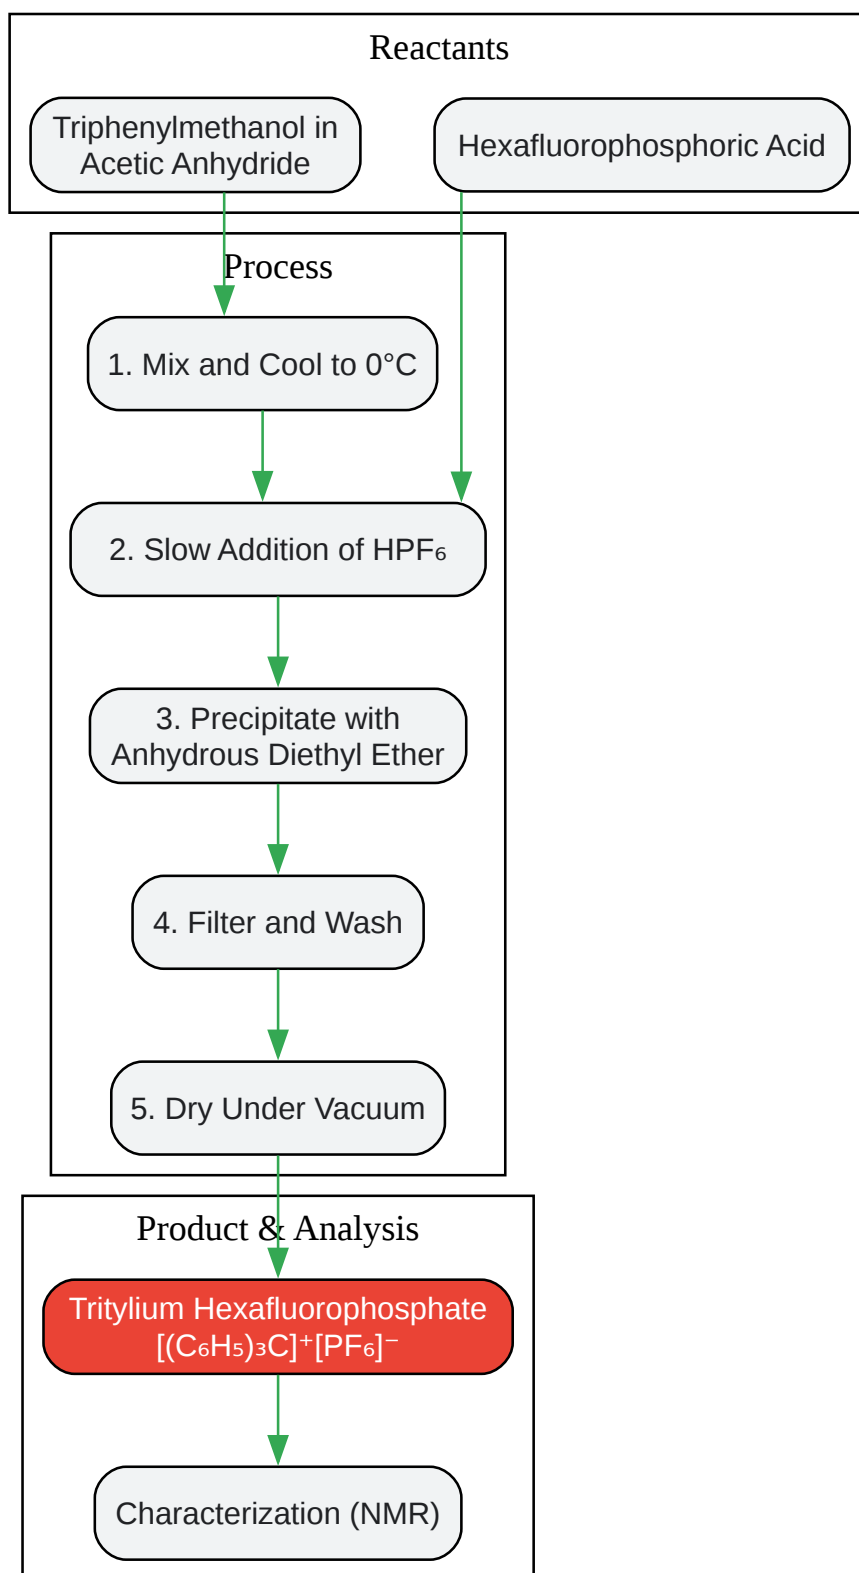 Reactants
Triphenylmethanol in
Acetic Anhydride
Hexafluorophosphoric Acid
Process
1. Mix and Cool to 0°C
2. Slow Addition of HPF₆
3. Precipitate with
Anhydrous Diethyl Ether
4. Filter and Wash
5. Dry Under Vacuum
Product & Analysis
Tritylium Hexafluorophosphate
[(C₆H₅)₃C]⁺[PF₆]⁻
Characterization (NMR)